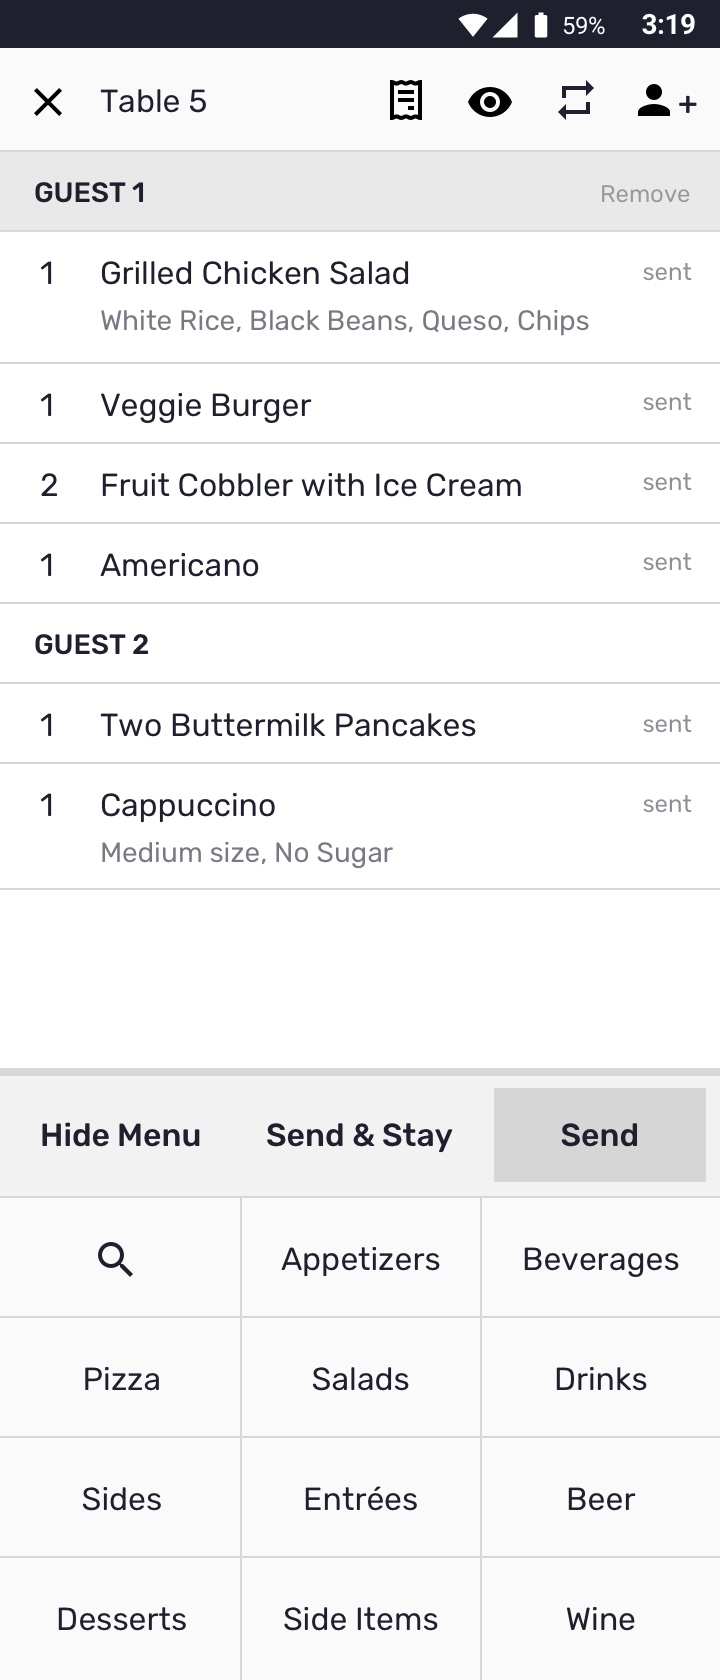 59% 3:19
Table 5
GUEST 1 Remove
1 Grilled Chicken Salad sent
White Rice, Black Beans, Queso, Chips
1 Veggie Burger sent
2 Fruit Cobbler with Ice Cream sent
1 Americano sent
GUEST 2
1 Two Buttermilk Pancakes sent
1 Cappuccino sent
Medium size, No Sugar
Hide Menu Send & Stay Send
Appetizers Beverages
Pizza Salads Drinks
Sides Entrées Beer
Desserts Side Items Wine